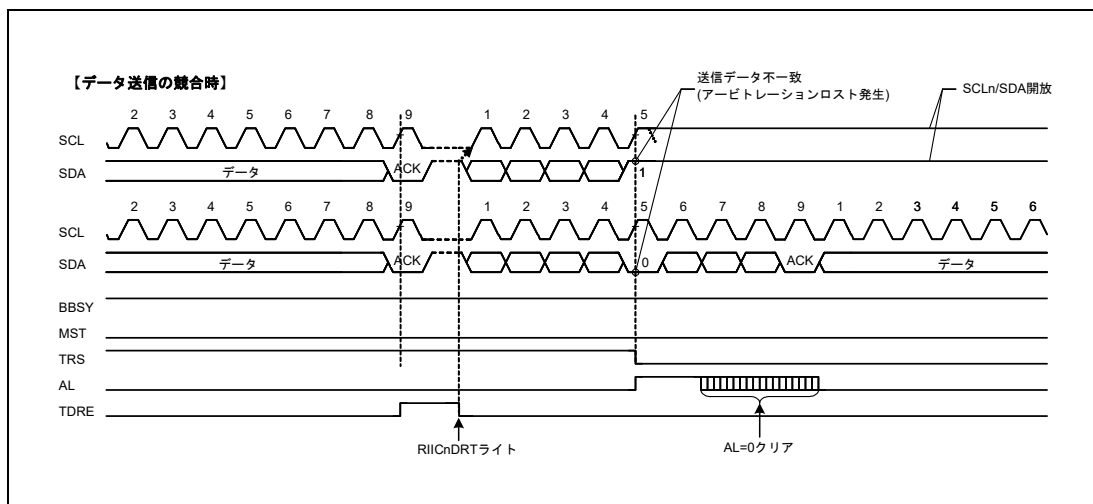 【データ送信の競合時】
送信データ不一致
(アービトレーションロスト発生)
SCLn/SDA開放
2 3 4 5 6 7 8 9 1 2 3 4 5
SCL
SDA データ ACK 1
2 3 4 5 6 7 8 9 1 2 3 4 5 6 7 8 9 1 2 3 4 5 6
SCL
SDA データ ACK 0 ACK データ
BBSY
MST
TRS
AL
TDRE
RIICnDRTライト AL=0クリア